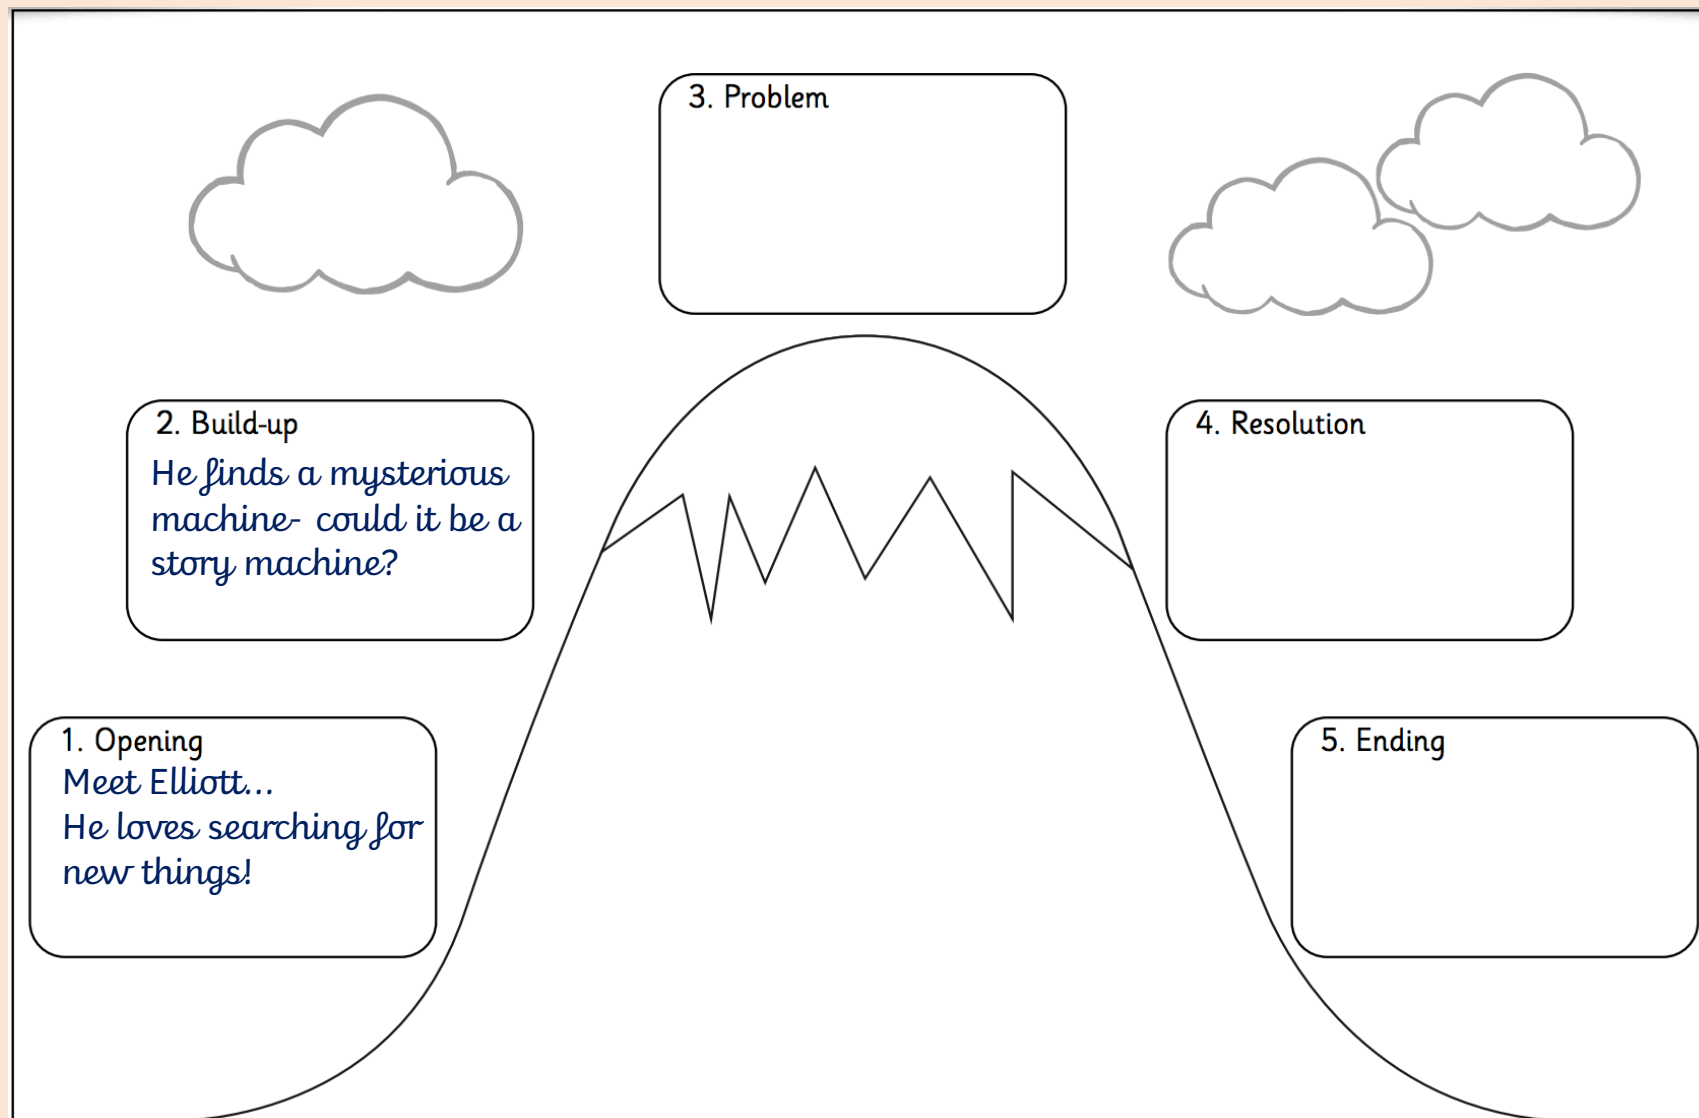 3. Problem
2. Build-up
He finds a mysterious
machine- could it be a
story machine?
4. Resolution
1. Opening
Meet Elliott...
He loves searching for
new things!
5. Ending